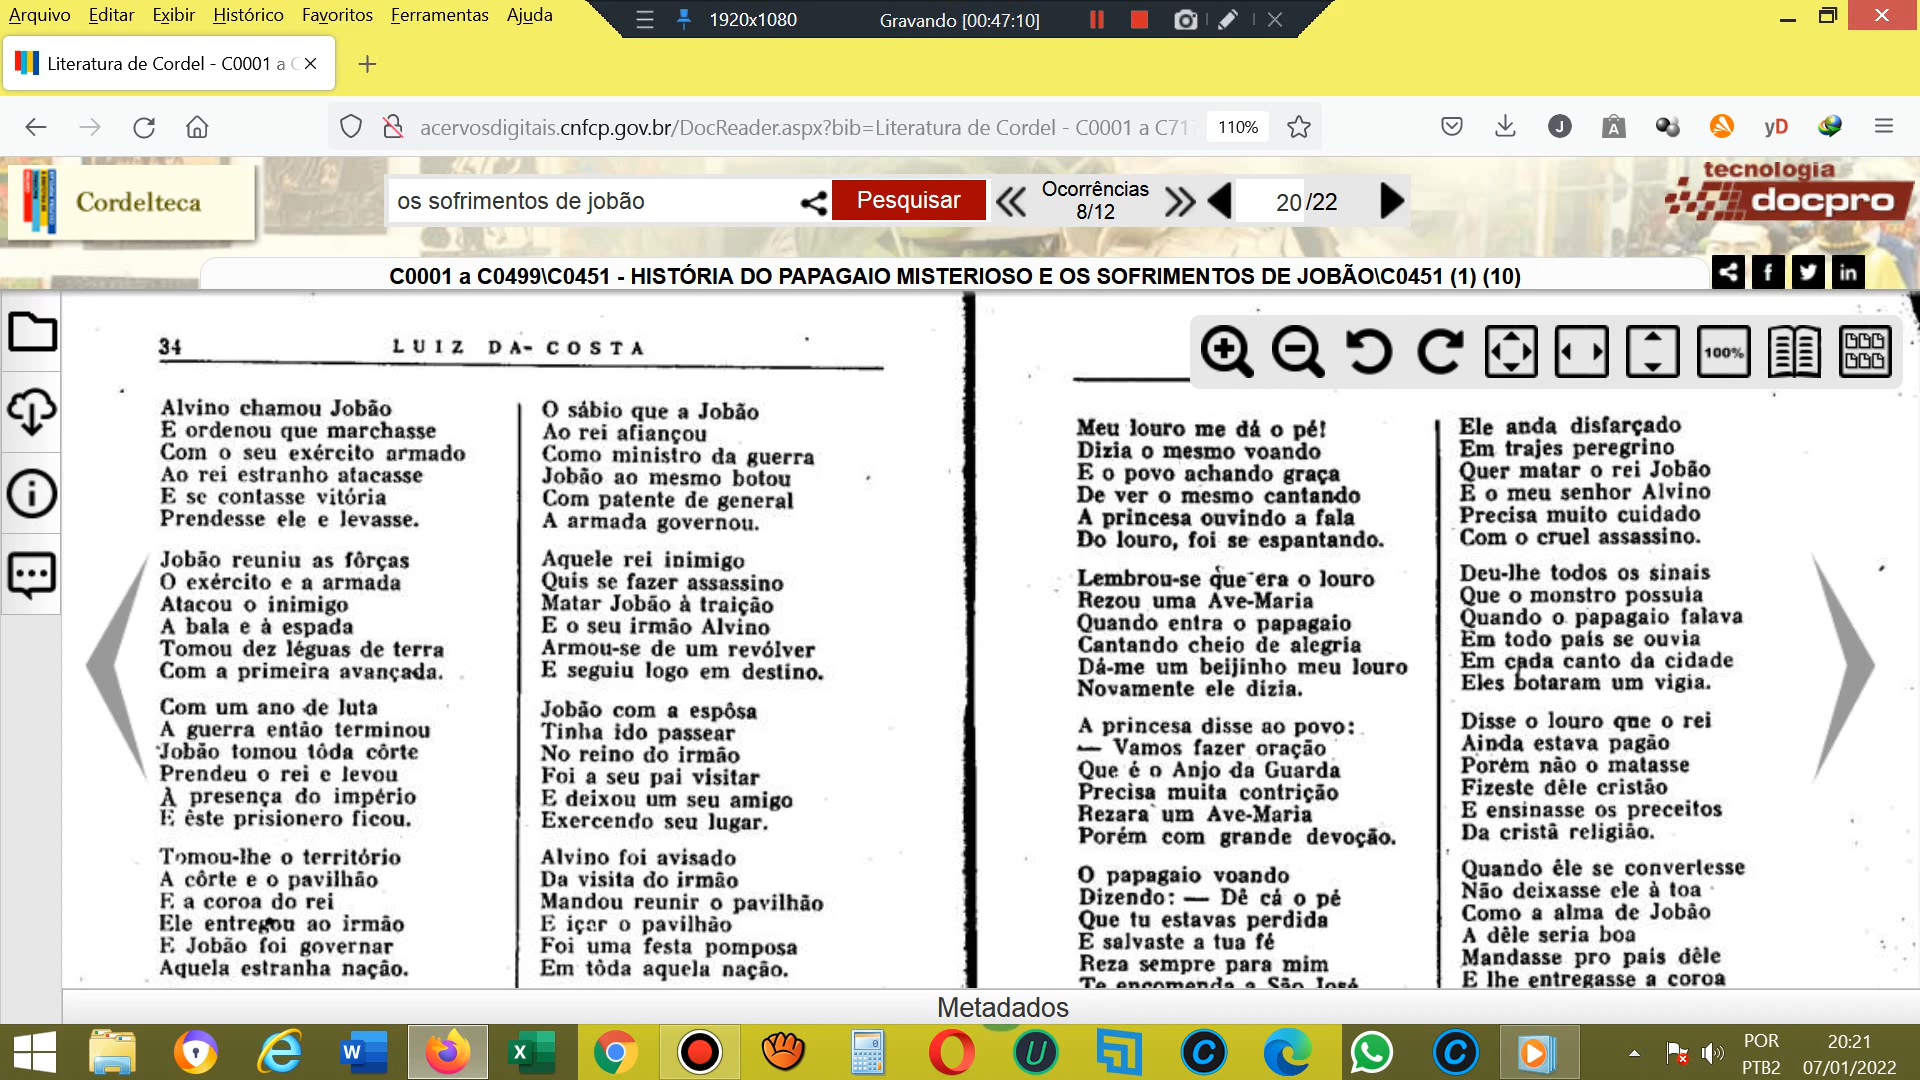 Arquivo Editar Exibir Histórico Favoritos Ferramentas Ajuda
1920x1080 Gravando [00:47:10]
Literatura de Cordel - C0001 a C
acervosdigitais.cnfcp.gov.br/DocReader.aspx?bib=Literatura de Cordel - C0001 a C717 110%
Cordelteca
os sofrimentos de jobão
Pesquisar
Ocorrências
8/12
20 /22
tecnologia
docpro
C0001 a C0499\C0451 - HISTÓRIA DO PAPAGAIO MISTERIOSO E OS SOFRIMENTOS DE JOBÃO\C0451 (1) (10)
100%
34 LUIZ DA-COSTA
Alvino chamou Jobão
E ordenou que marchasse
Com o seu exército armado
Ao rei estranho atacasse
E se contasse vitória
Prendesse ele e levasse.
Jobão reuniu as fôrças
O exército e a armada
Atacou o inimigo
A bala e à espada
Tomou dez léguas de terra
Com a primeira avançada.
Com um ano de luta
A guerra então terminou
Jobão tomou tôda côrte
Prendeu o rei e levou
À presença do império
E êste prisionero ficou.
Tomou-lhe o território
A côrte e o pavilhão
E a coroa do rei
Ele entregou ao irmão
E Jobão foi governar
Aquela estranha nação.
O sábio que a Jobão
Ao rei afiançou
Como ministro da guerra
Jobão ao mesmo botou
Com patente de general
A armada governou.
Aquele rei inimigo
Quis se fazer assassino
Matar Jobão à traição
E o seu irmão Alvino
Armou-se de um revólver
E seguiu logo em destino.
Jobão com a espôsa
Tinha ido passear
No reino do irmão
Foi a seu pai visitar
E deixou um seu amigo
Exercendo seu lugar.
Alvino foi avisado
Da visita do irmão
Mandou reunir o pavilhão
E içar o pavilhão
Foi uma festa pomposa
Em tôda aquela nação.
Meu louro me dá o pé!
Dizia o mesmo voando
E o povo achando graça
De ver o mesmo cantando
A princesa ouvindo a fala
Do louro, foi se espantando.
Lembrou-se que era o louro
Rezou uma Ave-Maria
Quando entra o papagaio
Cantando cheio de alegria
Dá-me um beijinho meu louro
Novamente ele dizia.
A princesa disse ao povo:
— Vamos fazer oração
Que é o Anjo da Guarda
Precisa muita contrição
Rezara um Ave-Maria
Porém com grande devoção.
O papagaio voando
Dizendo: — Dê cá o pé
Que tu estavas perdida
E salvaste a tua fé
Reza sempre para mim
Te encomenda a São José
Ele anda disfarçado
Em trajes peregrino
Quer matar o rei Jobão
E o meu senhor Alvino
Precisa muito cuidado
Com o cruel assassino.
Deu-lhe todos os sinais
Que o monstro possuia
Quando o papagaio falava
Em todo país se ouvia
Em cada canto da cidade
Eles botaram um vigia.
Disse o louro que o rei
Ainda estava pagão
Porém não o matasse
Fizeste dêle cristão
E ensinasse os preceitos
Da cristã religião.
Quando êle se convertesse
Não deixasse ele à toa
Como a alma de Jobão
A dêle seria boa
Mandasse pro país dêle
E lhe entregasse a coroa
Metadados
POR
PTB2
20:21
07/01/2022